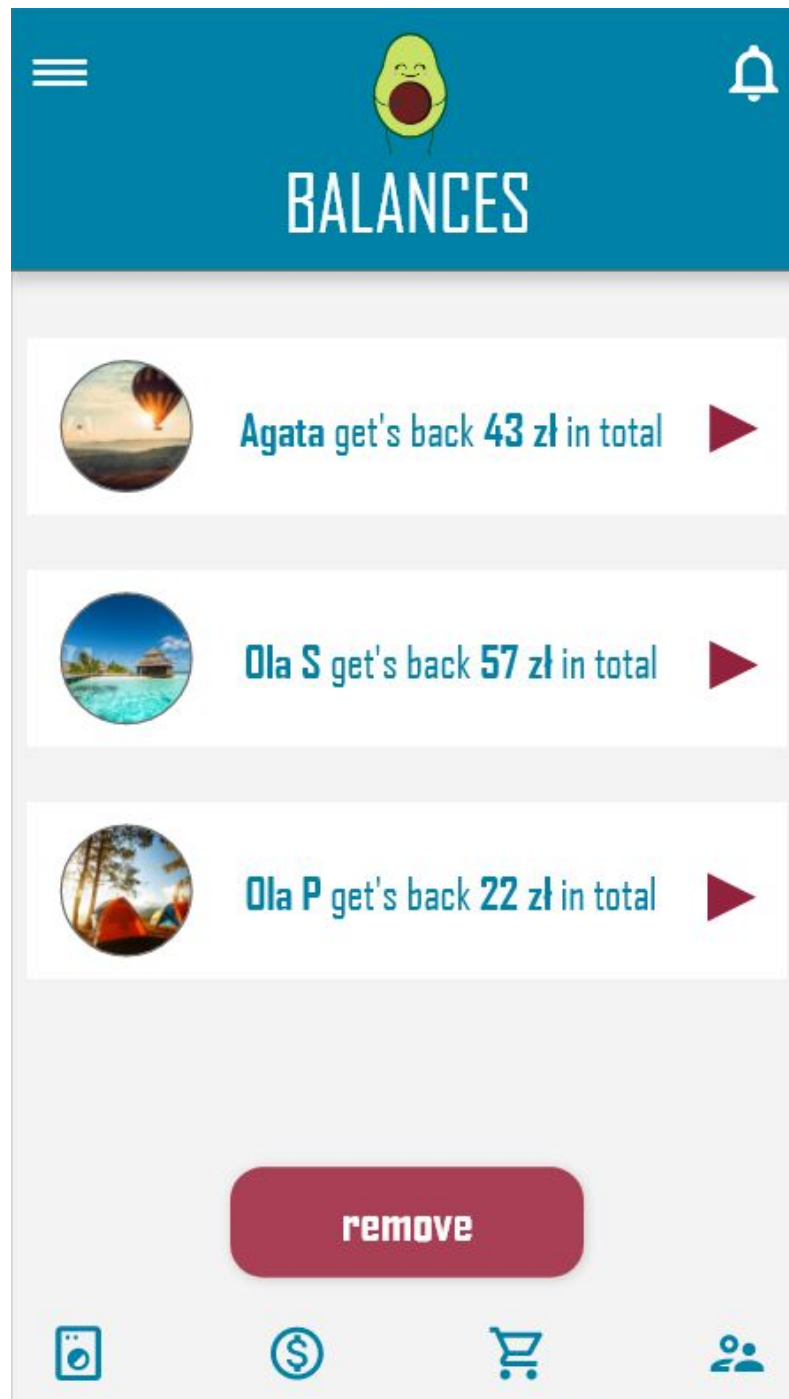 BALANCES
Agata get's back 43 zł in total
Ola S get's back 57 zł in total
Ola P get's back 22 zł in total
remove